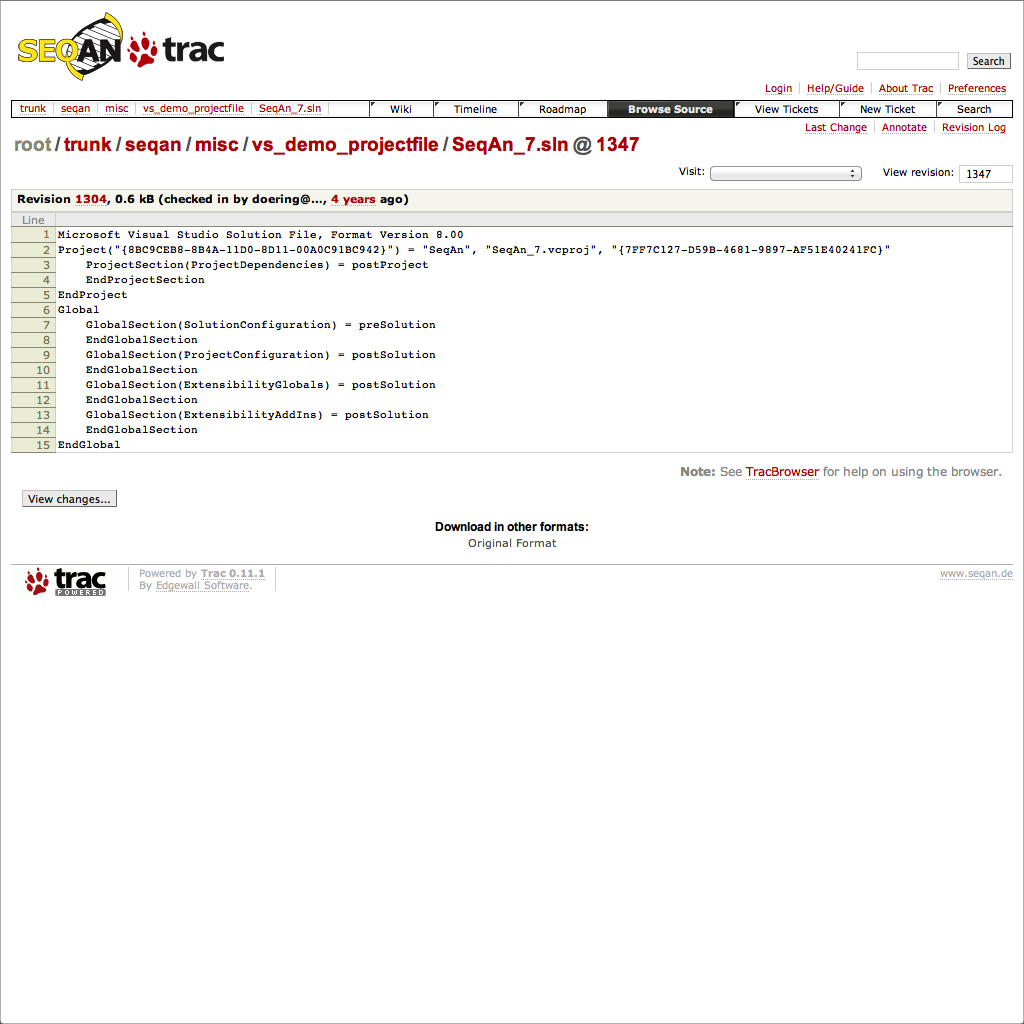 SEQAN trac
Search
Login Help/Guide About Trac Preferences
trunk seqan misc vs_demo_projectfile SeqAn_7.sln Wiki Timeline Roadmap Browse Source View Tickets New Ticket Search
Last Change Annotate Revision Log
root / trunk / seqan / misc / vs_demo_projectfile / SeqAn_7.sln @ 1347
Visit: View revision: 1347
Revision 1304, 0.6 kB (checked in by doering@..., 4 years ago)
Line
1 Microsoft Visual Studio Solution File, Format Version 8.00
2 Project("{8BC9CEB8-8B4A-11D0-8D11-00A0C91BC942}") = "SeqAn", "SeqAn_7.vcproj", "{7FF7C127-D59B-4681-9897-AF51E40241FC}"
3 ProjectSection(ProjectDependencies) = postProject
4 EndProjectSection
5 EndProject
6 Global
7 GlobalSection(SolutionConfiguration) = preSolution
8 EndGlobalSection
9 GlobalSection(ProjectConfiguration) = postSolution
10 EndGlobalSection
11 GlobalSection(ExtensibilityGlobals) = postSolution
12 EndGlobalSection
13 GlobalSection(ExtensibilityAddIns) = postSolution
14 EndGlobalSection
15 EndGlobal
Note: See TracBrowser for help on using the browser.
View changes...
Download in other formats:
Original Format
trac POWERED
Powered by Trac 0.11.1
By Edgewall Software.
www.seqan.de